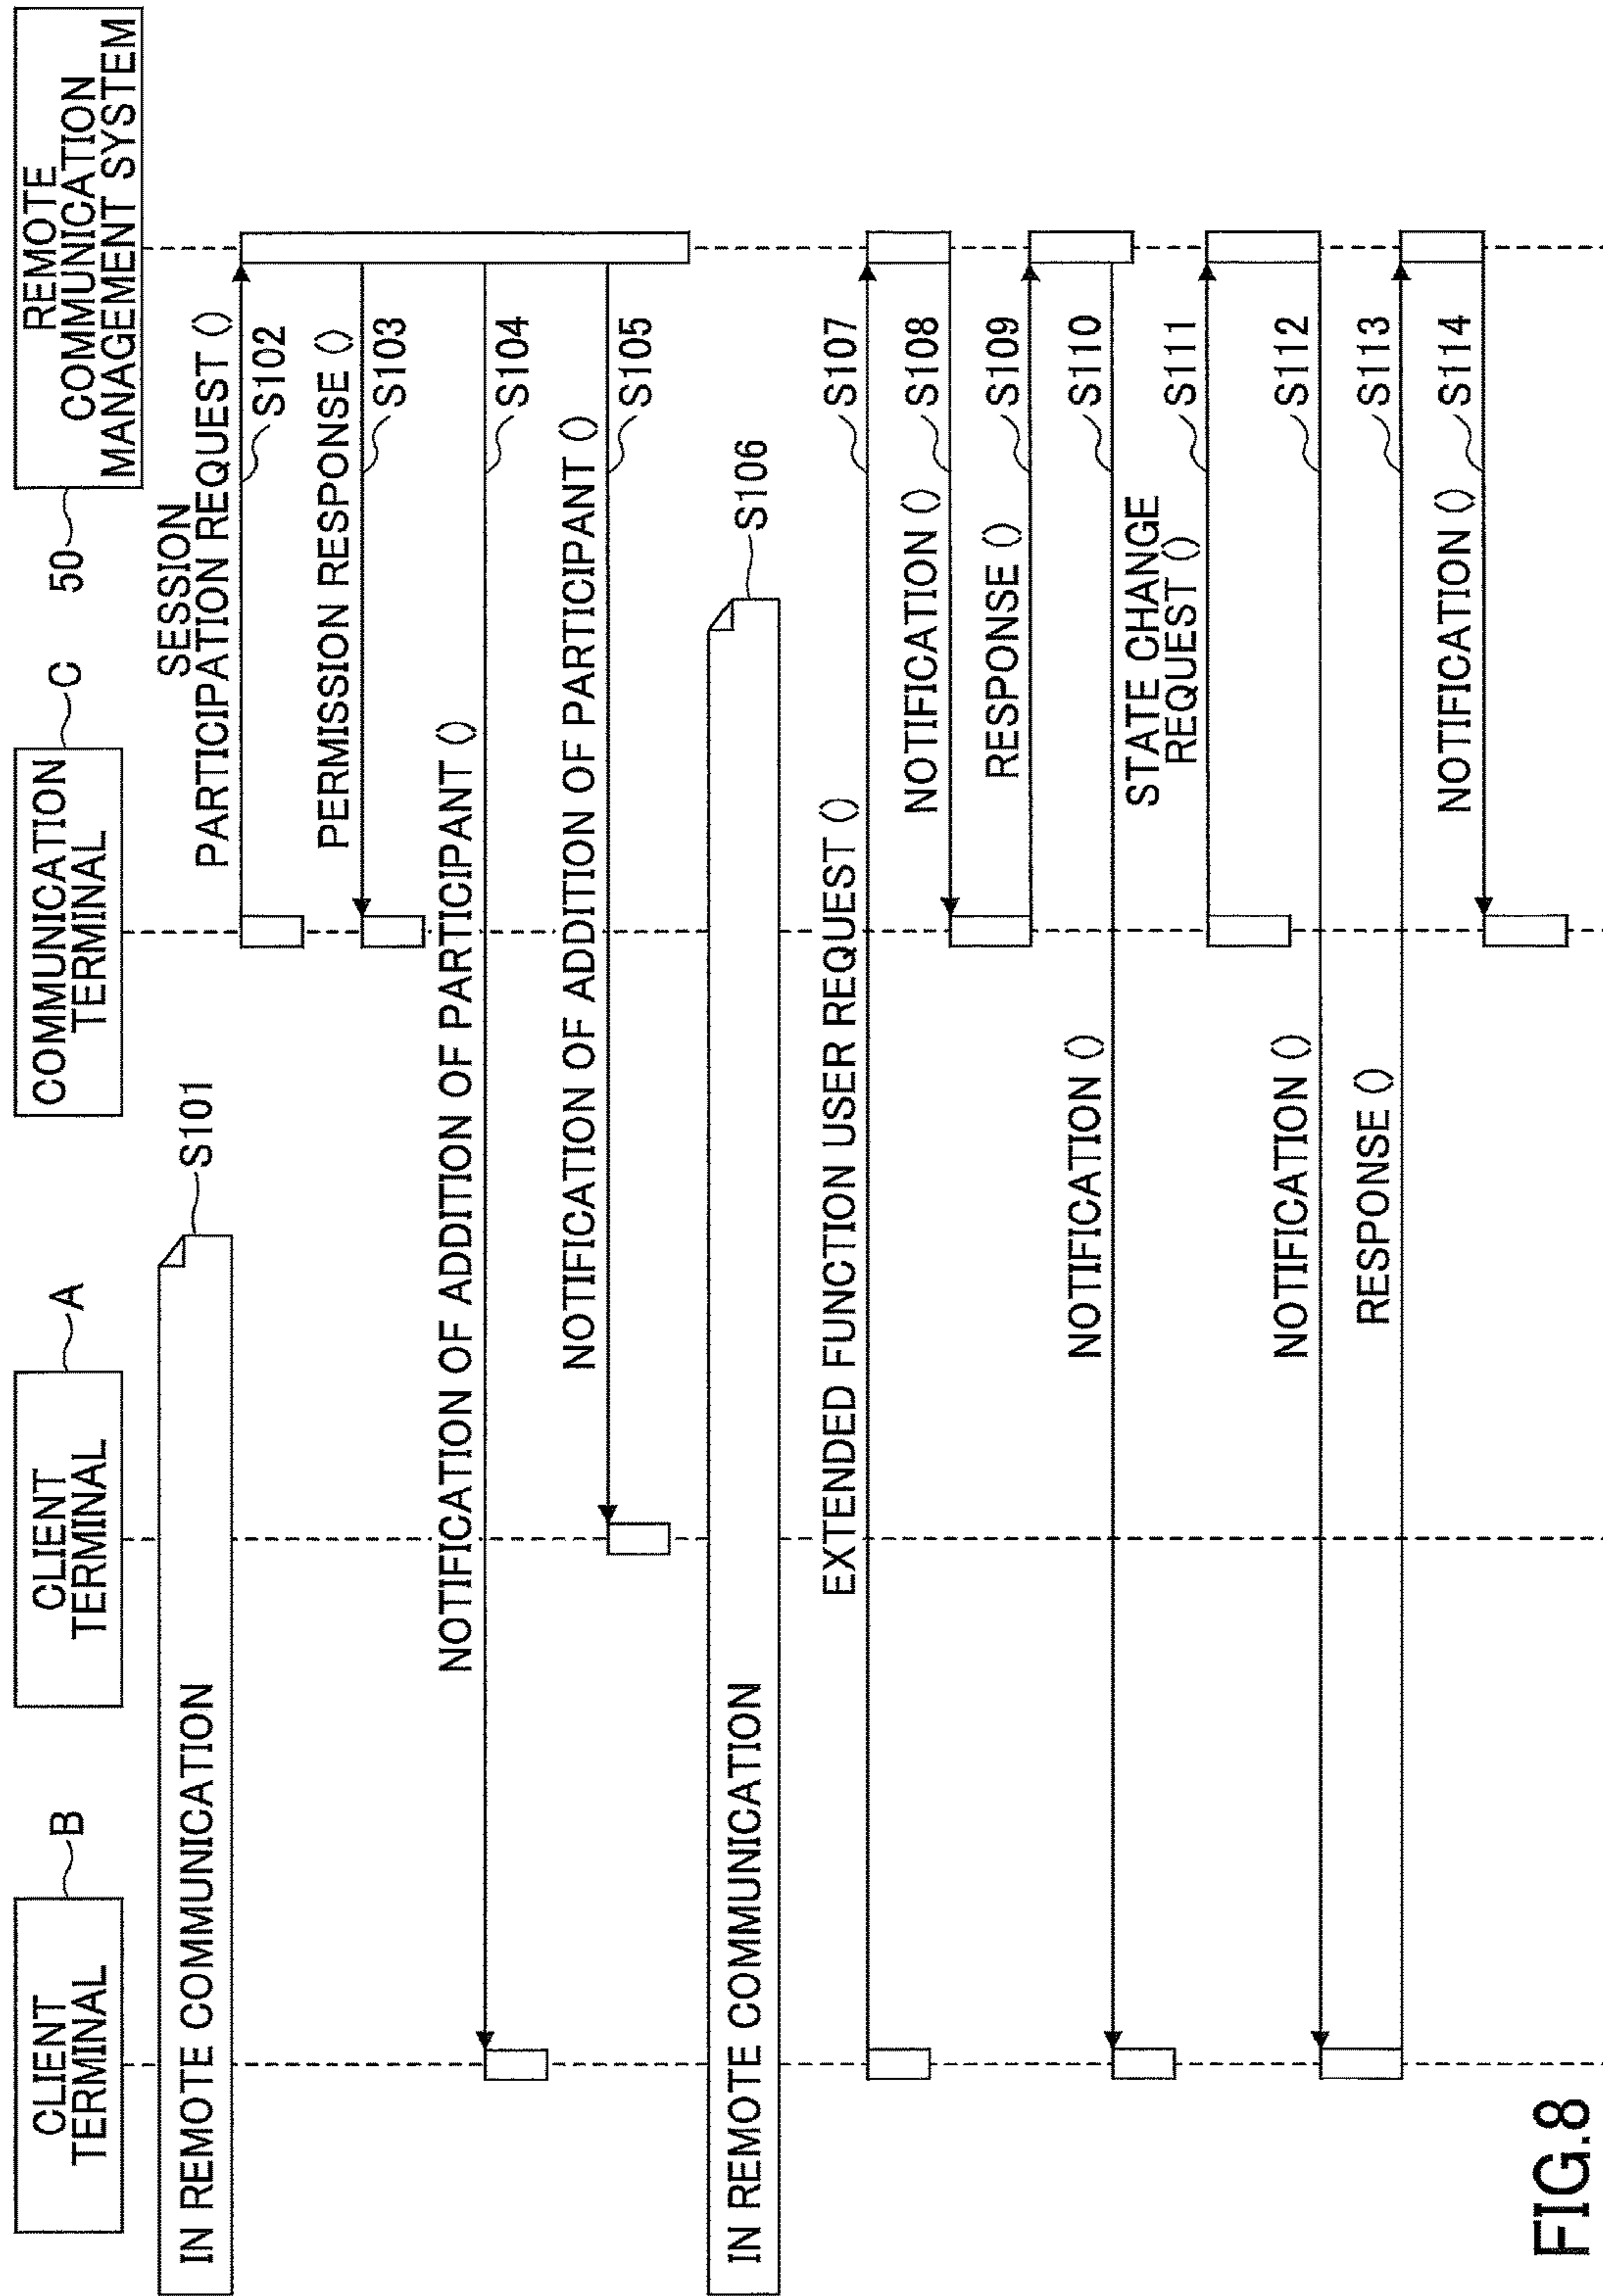 CLIENT
TERMINAL
B
CLIENT
TERMINAL
A
COMMUNICATION
TERMINAL
C
REMOTE
COMMUNICATION
MANAGEMENT SYSTEM
50
IN REMOTE COMMUNICATION
S101
SESSION
PARTICIPATION REQUEST ()
S102
PERMISSION RESPONSE ()
S103
NOTIFICATION OF ADDITION OF PARTICIPANT ()
S104
NOTIFICATION OF ADDITION OF PARTICIPANT ()
S105
IN REMOTE COMMUNICATION
S106
EXTENDED FUNCTION USER REQUEST ()
S107
NOTIFICATION ()
S108
RESPONSE ()
S109
NOTIFICATION ()
S110
STATE CHANGE
REQUEST ()
S111
NOTIFICATION ()
S112
RESPONSE ()
S113
NOTIFICATION ()
S114
FIG.8